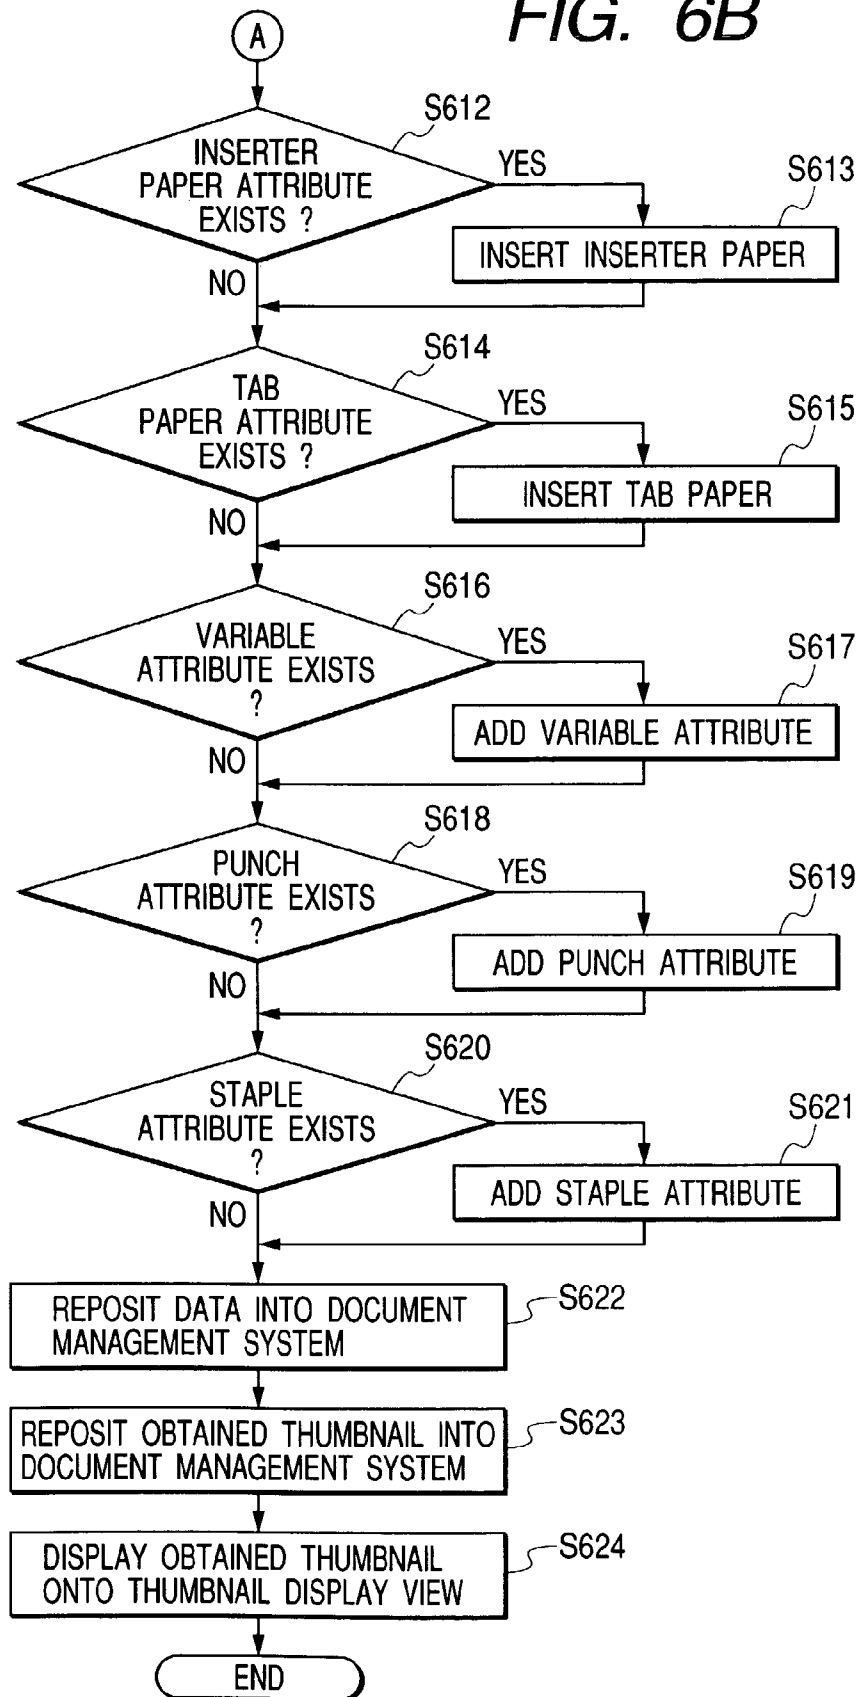 FIG. 6B
A
S612
INSERTER
PAPER ATTRIBUTE
EXISTS ?
YES
S613
INSERT INSERTER PAPER
NO
S614
TAB
PAPER ATTRIBUTE
EXISTS ?
YES
S615
INSERT TAB PAPER
NO
S616
VARIABLE
ATTRIBUTE EXISTS
?
YES
S617
ADD VARIABLE ATTRIBUTE
NO
S618
PUNCH
ATTRIBUTE EXISTS
?
YES
S619
ADD PUNCH ATTRIBUTE
NO
S620
STAPLE
ATTRIBUTE EXISTS
?
YES
S621
ADD STAPLE ATTRIBUTE
NO
REPOSIT DATA INTO DOCUMENT
MANAGEMENT SYSTEM
S622
REPOSIT OBTAINED THUMBNAIL INTO
DOCUMENT MANAGEMENT SYSTEM
S623
DISPLAY OBTAINED THUMBNAIL
ONTO THUMBNAIL DISPLAY VIEW
S624
END